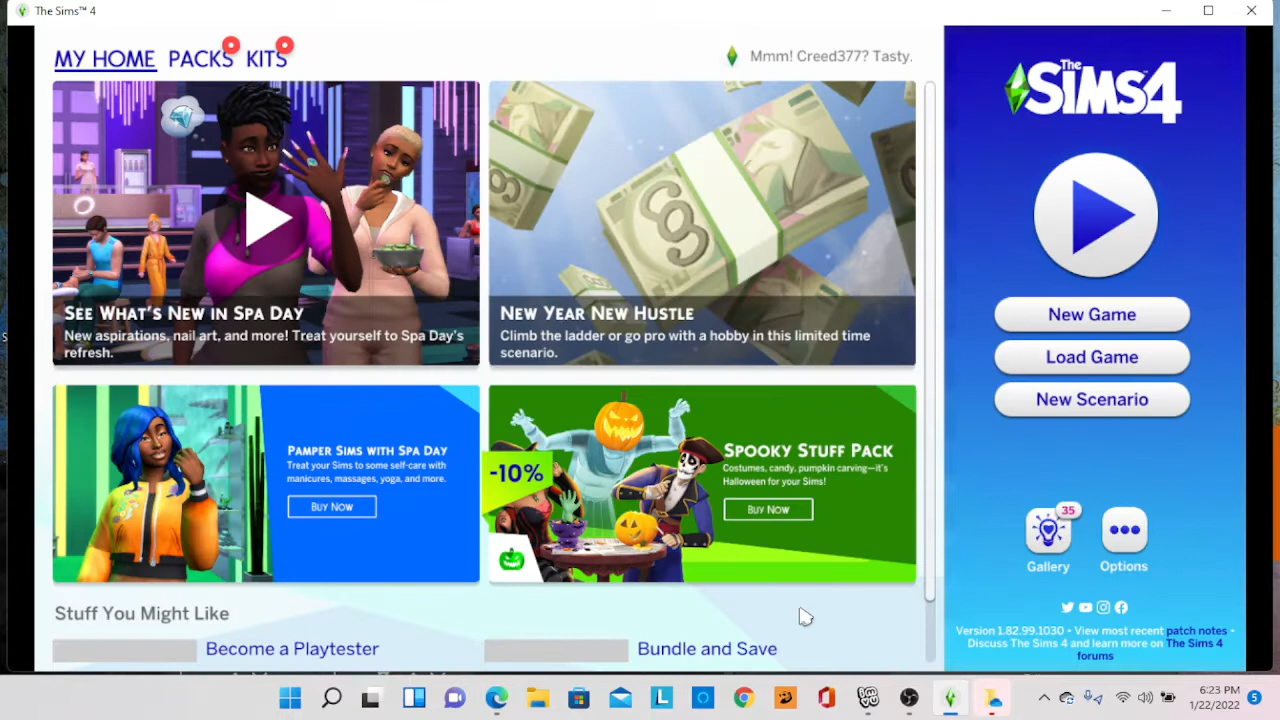 The Sims™ 4
MY HOME PACKS KITS
Mmm! Creed377? Tasty.
SEE WHAT'S NEW IN SPA DAY
New aspirations, nail art, and more! Treat yourself to Spa Day's
refresh.
NEW YEAR NEW HUSTLE
Climb the ladder or go pro with a hobby in this limited time
scenario.
PAMPER SIMS WITH SPA DAY
Treat your Sims to some self-care with
manicures, massages, yoga, and more.
BUY NOW
-10%
SPOOKY STUFF PACK
Costumes, candy, pumpkin carving—it's
Halloween for your Sims!
BUY NOW
Stuff You Might Like
Become a Playtester
Bundle and Save
The SIMS 4
New Game
Load Game
New Scenario
35
Gallery
Options
Version 1.82.99.1030 • View most recent patch notes •
Discuss The Sims 4 and learn more on The Sims 4
forums
6:23 PM
1/22/2022
5